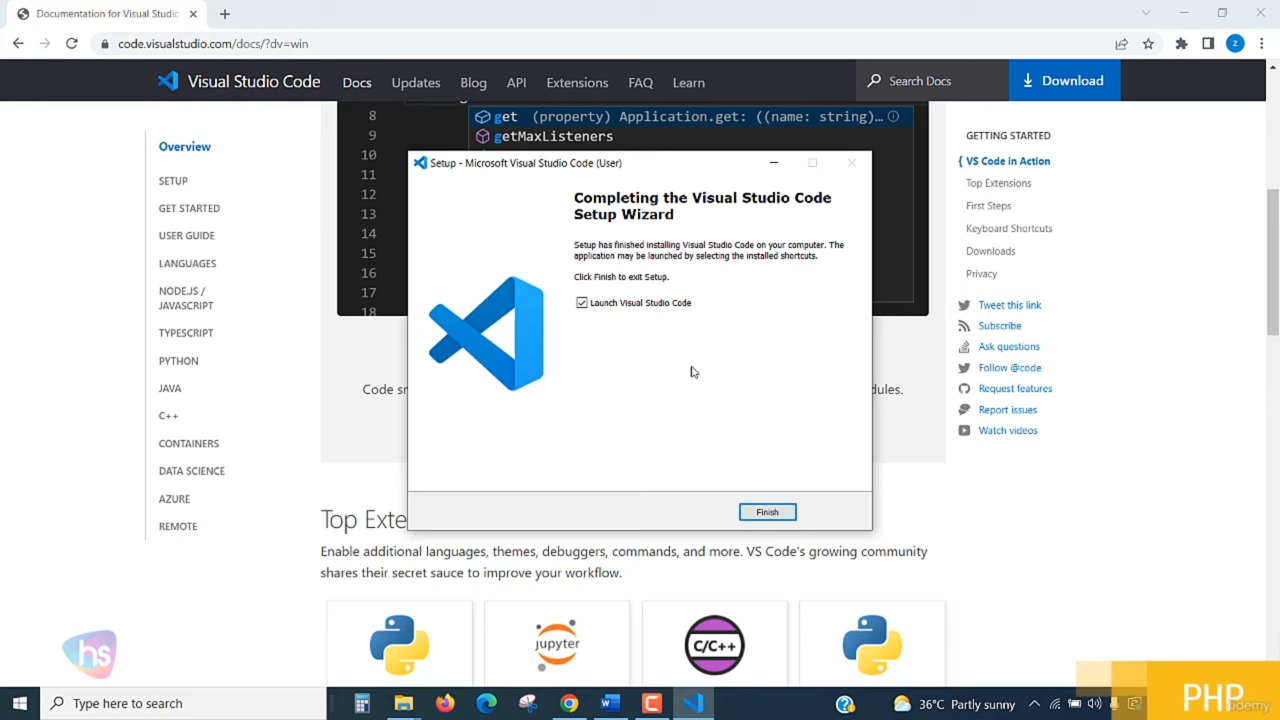 Documentation for Visual Studio
code.visualstudio.com/docs/?dv=win
z
Visual Studio Code
Docs
Updates
Blog
API
Extensions
FAQ
Learn
Search Docs
Download
8
9
10
11
12
13
14
15
16
17
18
get (property) Application.get: ((name: string)…
getMaxListeners
Overview
SETUP
GET STARTED
USER GUIDE
LANGUAGES
NODE.JS /
JAVASCRIPT
TYPESCRIPT
PYTHON
JAVA
C++
CONTAINERS
DATA SCIENCE
AZURE
REMOTE
Setup - Microsoft Visual Studio Code (User)
Completing the Visual Studio Code
Setup Wizard
Setup has finished installing Visual Studio Code on your computer. The
application may be launched by selecting the installed shortcuts.
Click Finish to exit Setup.
Launch Visual Studio Code
Finish
Code
Top
Enable additional languages, themes, debuggers, commands, and more. VS Code's growing community
shares their secret sauce to improve your workflow.
jupyter
C/C++
GETTING STARTED
{ VS Code in Action
Top Extensions
First Steps
Keyboard Shortcuts
Downloads
Privacy
Tweet this link
Subscribe
Ask questions
Follow @code
Request features
Report issues
Watch videos
hs
Type here to search
36°C Partly sunny
PHP
Udemy